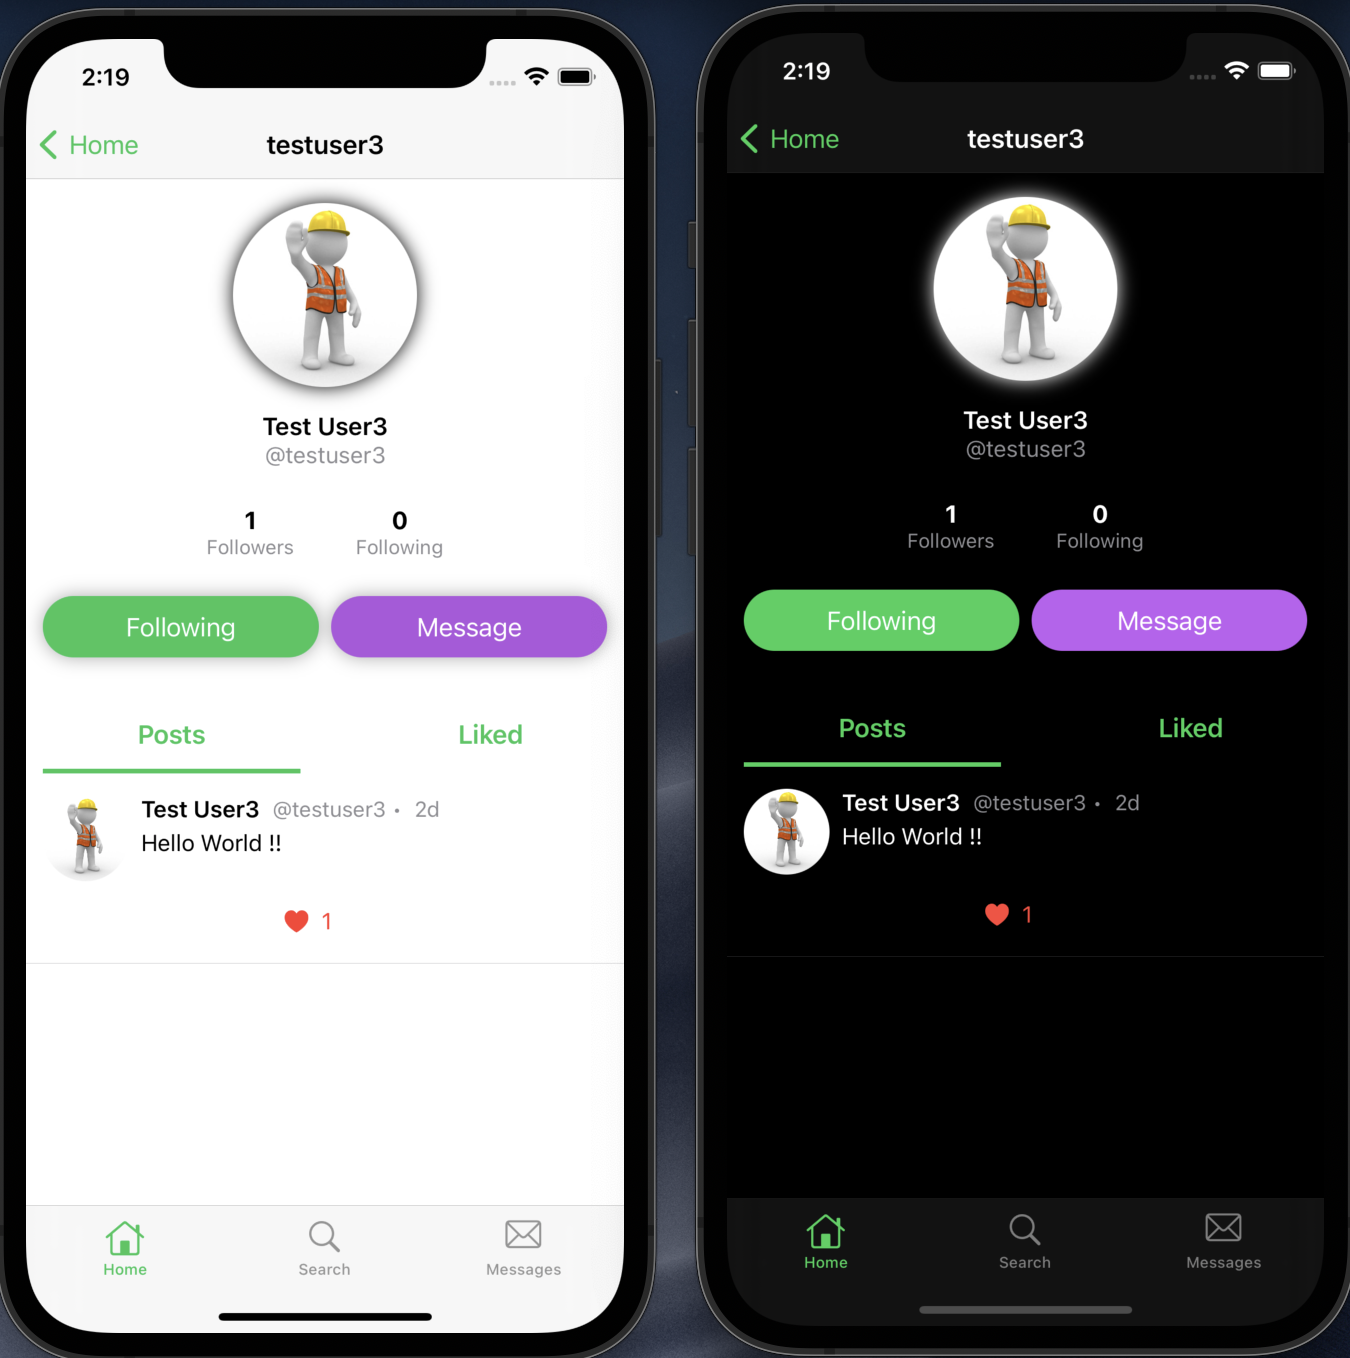 2:19
Home
testuser3
Test User3
@testuser3
1 0
Followers Following
Following Message
Posts Liked
Test User3 @testuser3 • 2d
Hello World !!
1
Home Search Messages
2:19
Home
testuser3
Test User3
@testuser3
1 0
Followers Following
Following Message
Posts Liked
Test User3 @testuser3 • 2d
Hello World !!
1
Home Search Messages